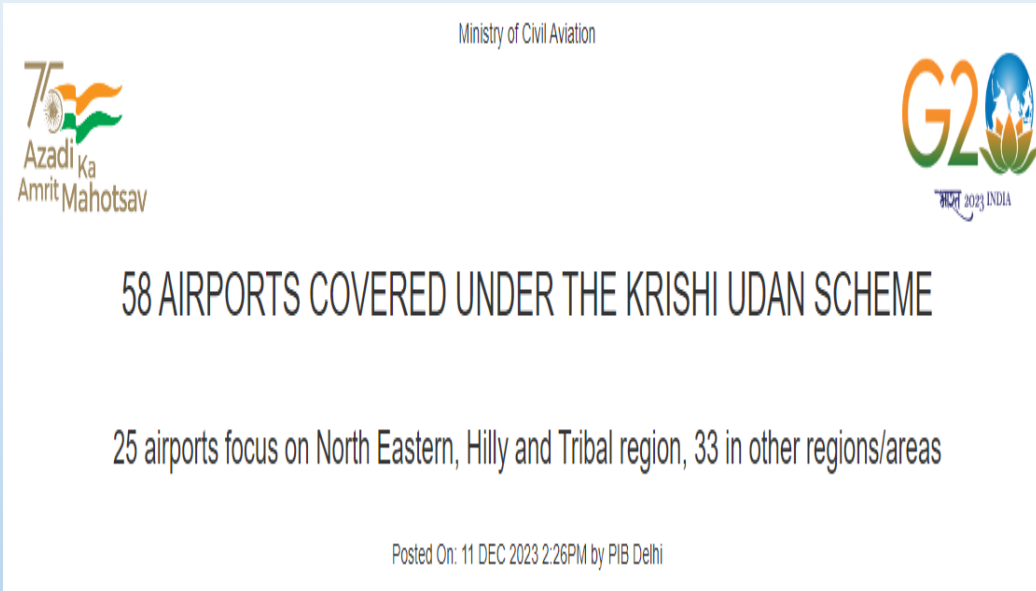 Ministry of Civil Aviation
75
Azadi Ka
Amrit Mahotsav
G20
भारत 2023 INDIA
58 AIRPORTS COVERED UNDER THE KRISHI UDAN SCHEME
25 airports focus on North Eastern, Hilly and Tribal region, 33 in other regions/areas
Posted On: 11 DEC 2023 2:26PM by PIB Delhi